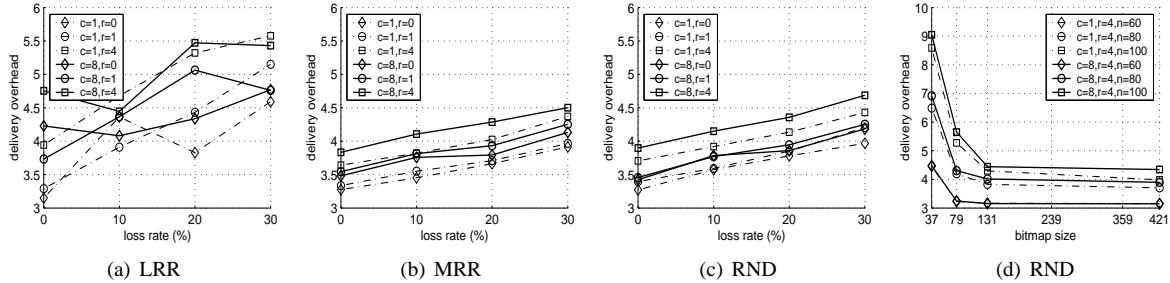 6
5.5
5
4.5
4
3.5
3
delivery overhead
c=1,r=0
c=1,r=1
c=1,r=4
c=8,r=0
c=8,r=1
c=8,r=4
0 10 20 30
loss rate (%)
(a) LRR
6
5.5
5
4.5
4
3.5
3
delivery overhead
c=1,r=0
c=1,r=1
c=1,r=4
c=8,r=0
c=8,r=1
c=8,r=4
0 10 20 30
loss rate (%)
(b) MRR
6
5.5
5
4.5
4
3.5
3
delivery overhead
c=1,r=0
c=1,r=1
c=1,r=4
c=8,r=0
c=8,r=1
c=8,r=4
0 10 20 30
loss rate (%)
(c) RND
10
9
8
7
6
5
4
3
delivery overhead
c=1,r=4,n=60
c=1,r=4,n=80
c=1,r=4,n=100
c=8,r=4,n=60
c=8,r=4,n=80
c=8,r=4,n=100
37 79 131 239 359 421
bitmap size
(d) RND